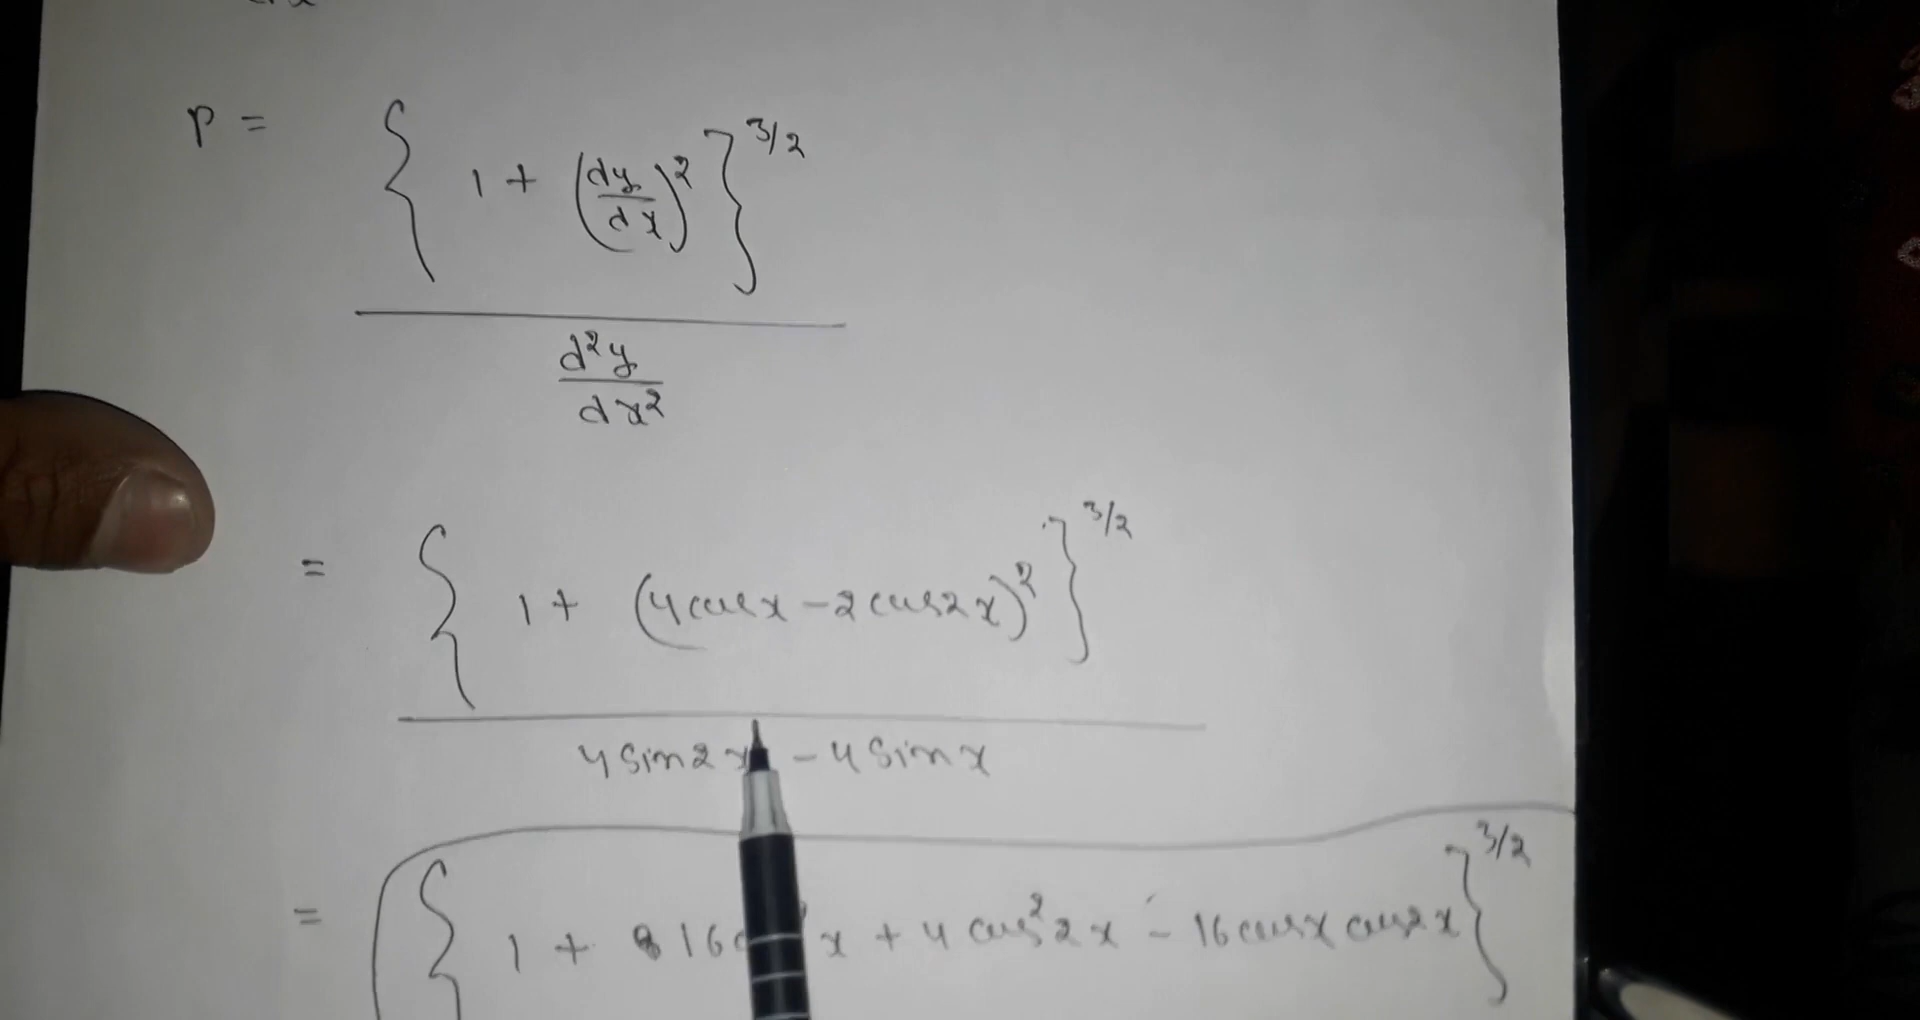 P = { 1 + (dy/dx)² }^3/2
d²y/dx²
= { 1 + (4cosx - 2cos2x)² }^3/2
4Sin2x - 4Sinx
= { 1 + 16c x + 4cos²2x - 16cosx cos2x }^3/2